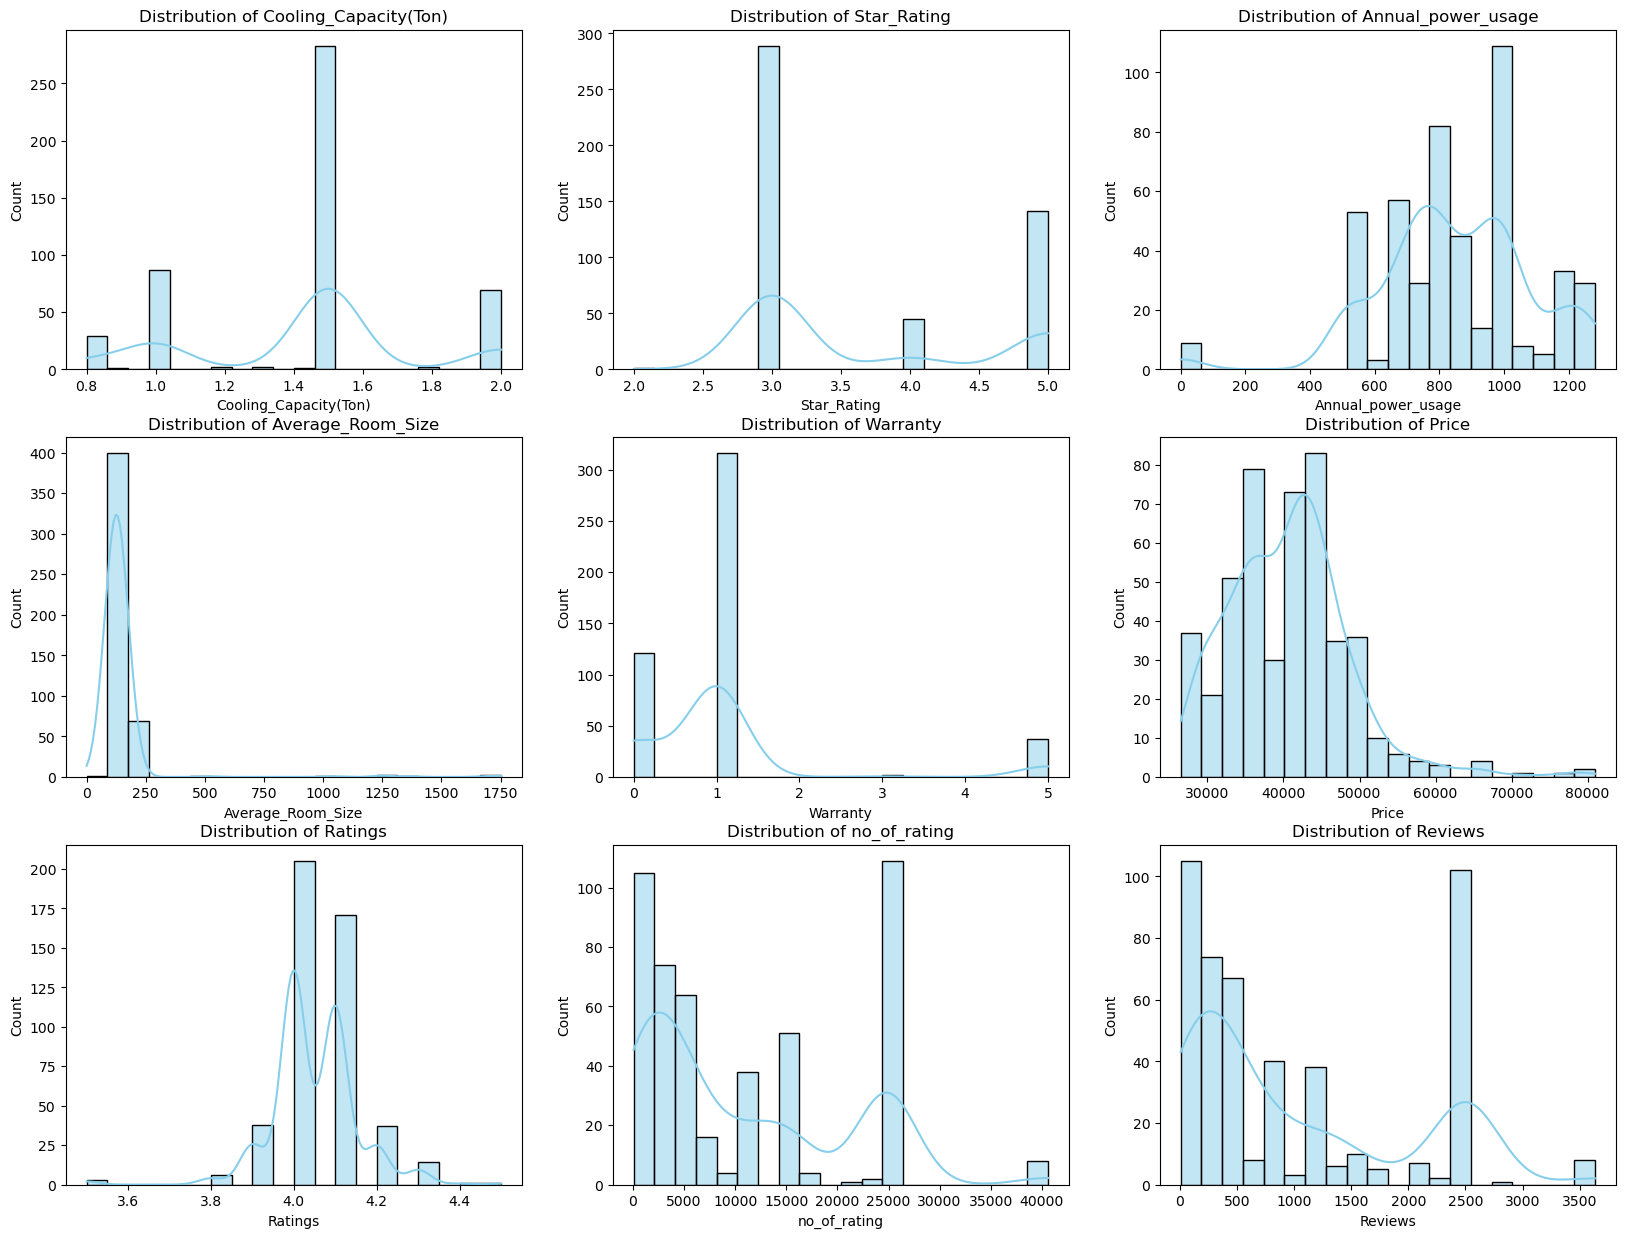 Distribution of Cooling_Capacity(Ton)
250
200
150
100
50
0
Count
0.8 1.0 1.2 1.4 1.6 1.8 2.0
Cooling_Capacity(Ton)
Distribution of Star_Rating
300
250
200
150
100
50
0
Count
2.0 2.5 3.0 3.5 4.0 4.5 5.0
Star_Rating
Distribution of Annual_power_usage
100
80
60
40
20
0
Count
0 200 400 600 800 1000 1200
Annual_power_usage
Distribution of Average_Room_Size
400
350
300
250
200
150
100
50
0
Count
0 250 500 750 1000 1250 1500 1750
Average_Room_Size
Distribution of Warranty
300
250
200
150
100
50
0
Count
0 1 2 3 4 5
Warranty
Distribution of Price
80
70
60
50
40
30
20
10
0
Count
30000 40000 50000 60000 70000 80000
Price
Distribution of Ratings
200
175
150
125
100
75
50
25
0
Count
3.6 3.8 4.0 4.2 4.4
Ratings
Distribution of no_of_rating
100
80
60
40
20
0
Count
0 5000 10000 15000 20000 25000 30000 35000 40000
no_of_rating
Distribution of Reviews
100
80
60
40
20
0
Count
0 500 1000 1500 2000 2500 3000 3500
Reviews